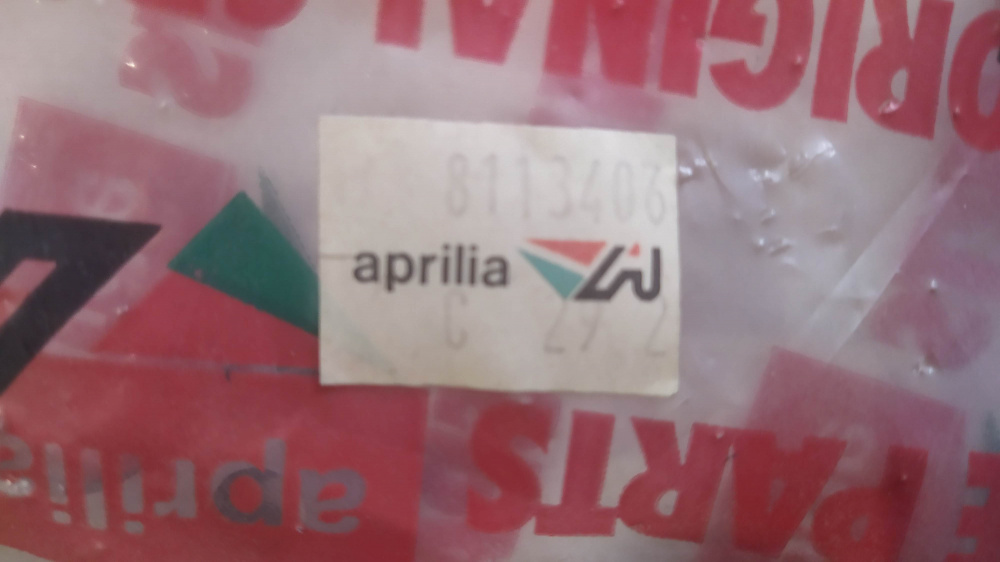 ORIGINAL
8113406
aprilia
C 29 2
PARTS
aprilia